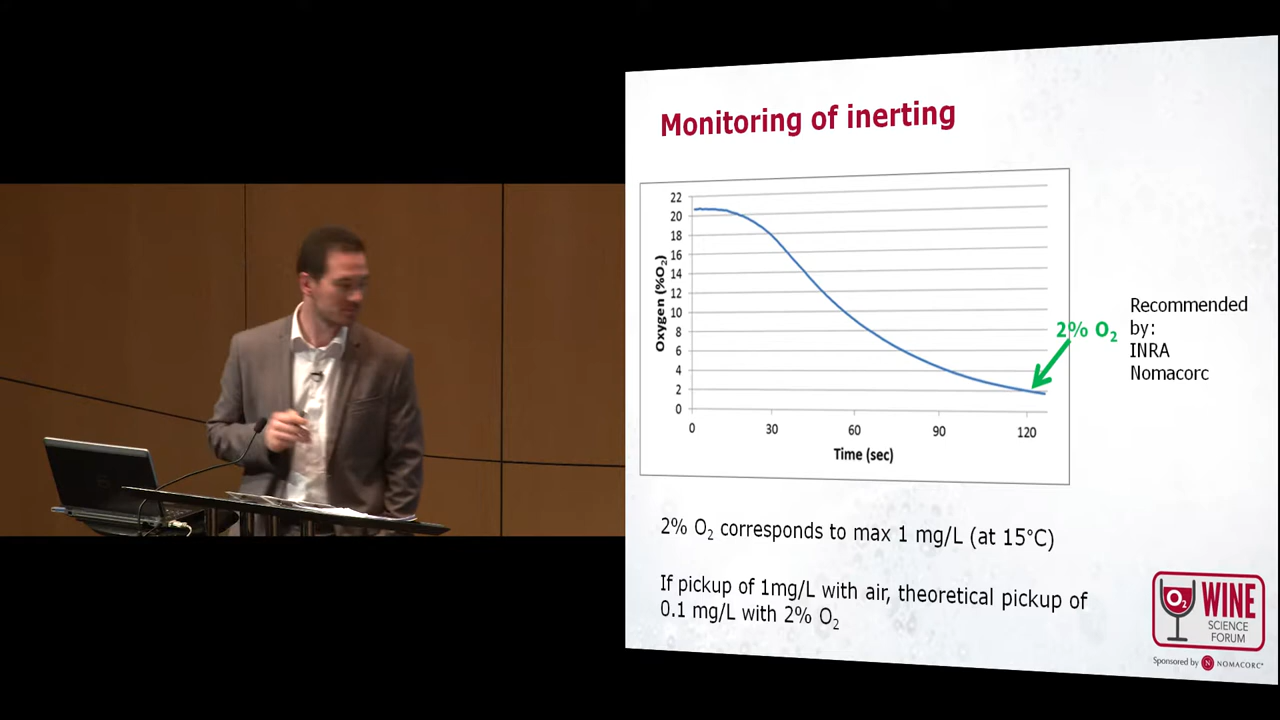 Monitoring of inerting
22
20
18
16
14
12
10
8
6
4
2
0
Oxygen (%O₂)
0 30 60 90 120
Time (sec)
2% O₂
Recommended
by:
INRA
Nomacorc
2% O₂ corresponds to max 1 mg/L (at 15°C)
If pickup of 1mg/L with air, theoretical pickup of
0.1 mg/L with 2% O₂
O₂
WINE
SCIENCE
FORUM
Sponsored by N NOMACORC